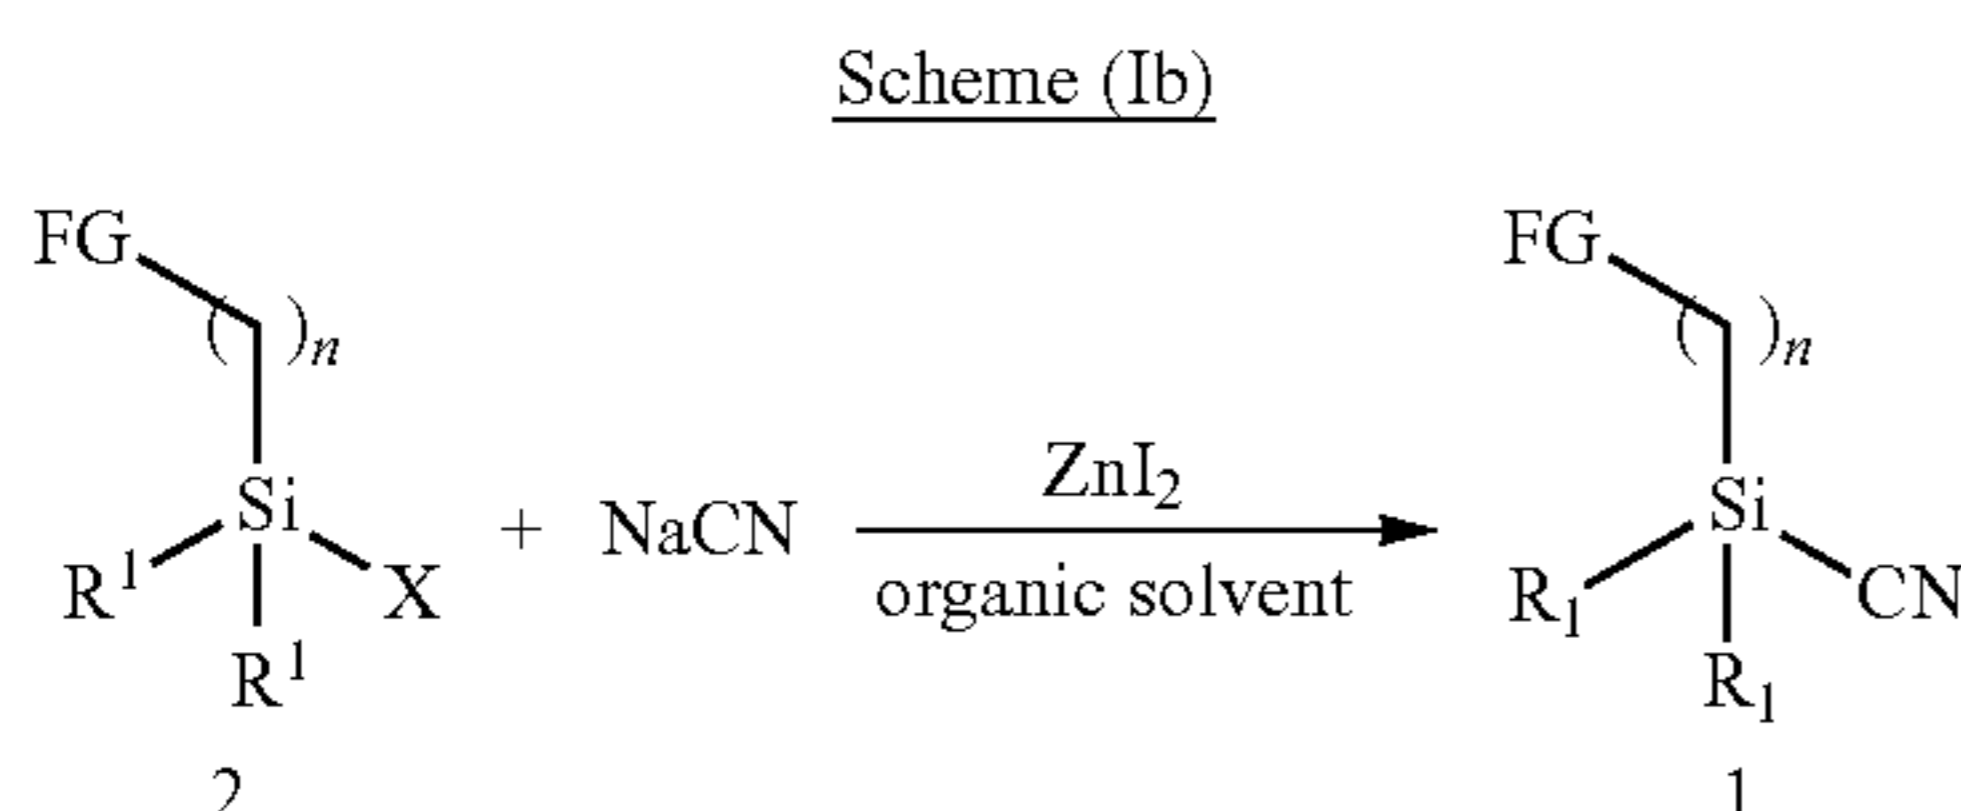 Scheme (Ib)
FG FG
( )n ( )n
ZnI2
Si + NaCN Si
R1 X organic solvent R1 CN
R1 R1
2 1